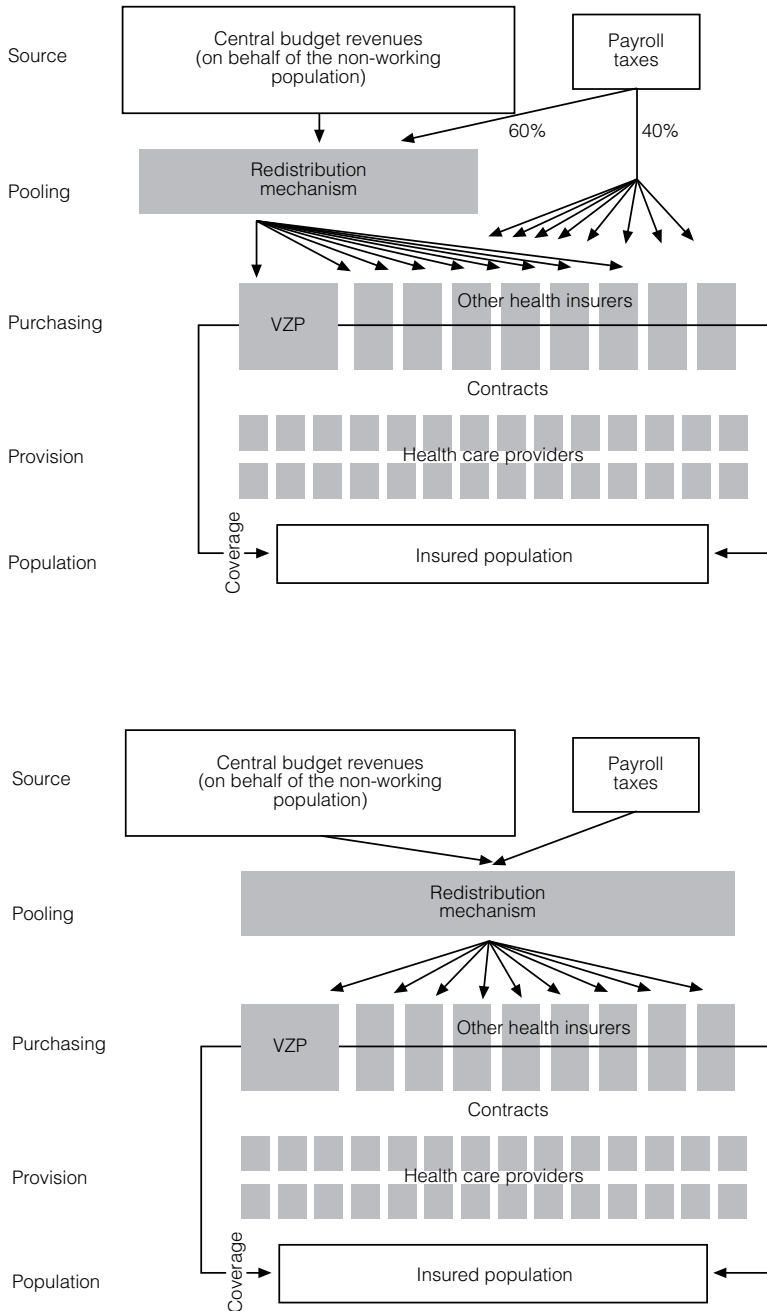 Source
Central budget revenues
(on behalf of the non-working
population)
Payroll
taxes
60%
40%
Pooling
Redistribution
mechanism
Purchasing
VZP
Other health insurers
Contracts
Provision
Health care providers
Coverage
Population
Insured population
Source
Central budget revenues
(on behalf of the non-working
population)
Payroll
taxes
Pooling
Redistribution
mechanism
Purchasing
VZP
Other health insurers
Contracts
Provision
Health care providers
Coverage
Population
Insured population